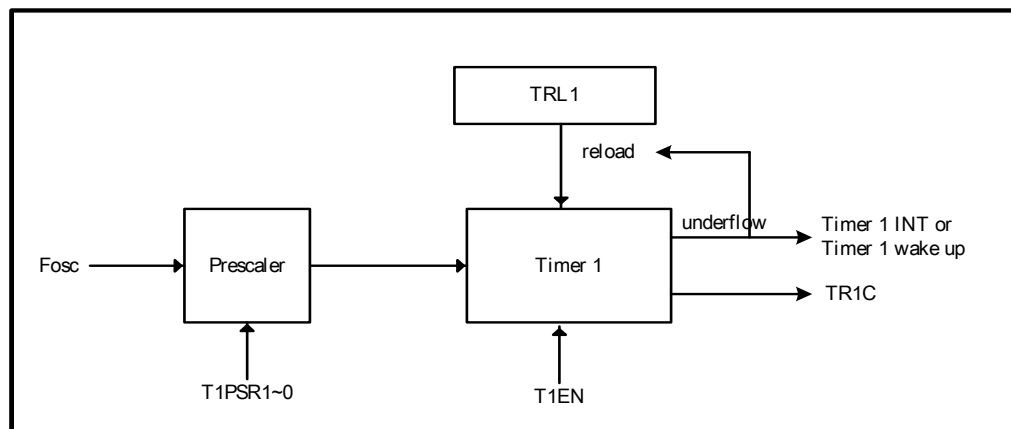 TRL1
reload
underflow
Timer 1 INT or
Timer 1 wake up
Fosc
Prescaler
Timer 1
TR1C
T1PSR1~0
T1EN